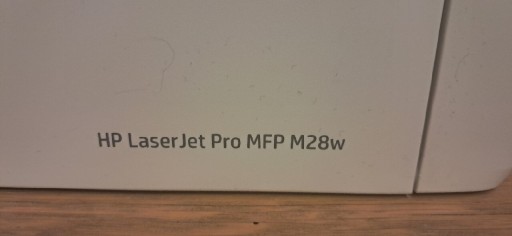 HP LaserJet Pro MFP M28w